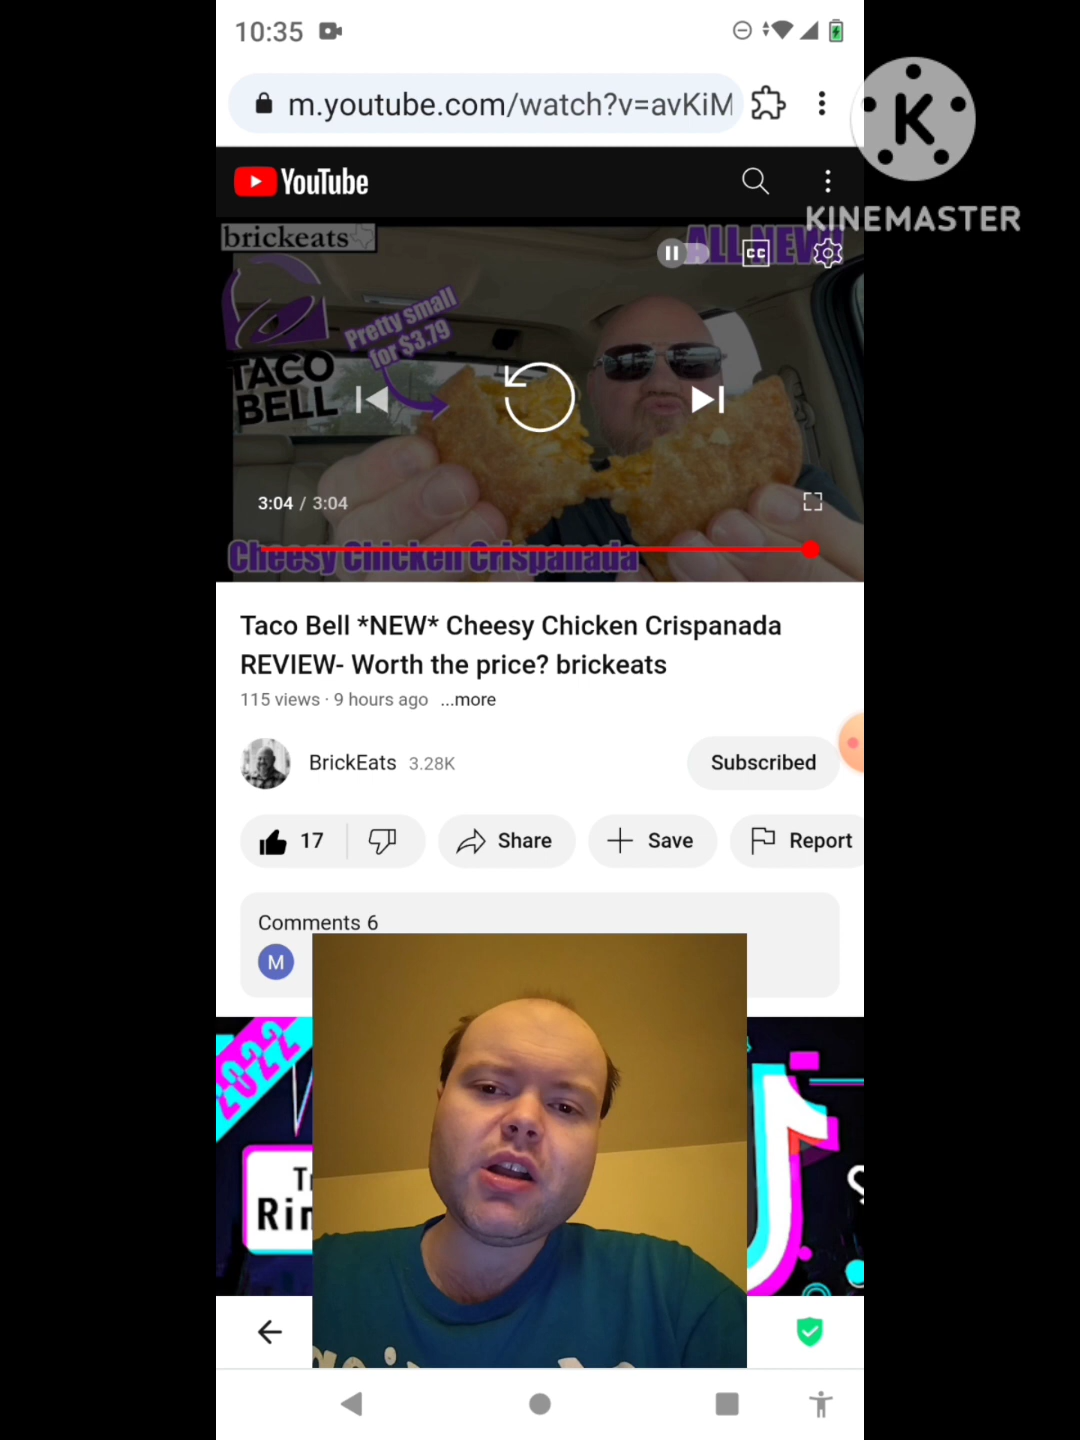 10:35
m.youtube.com/watch?v=avKiM
K
KINEMASTER
YouTube
brickeats
ALL NEW!
CC
Pretty small
for $3.79
TACO
BELL
3:04 / 3:04
Cheesy Chicken Crispanada
Taco Bell *NEW* Cheesy Chicken Crispanada
REVIEW- Worth the price? brickeats
115 views · 9 hours ago ...more
BrickEats 3.28K
Subscribed
17
Share
Save
Report
Comments 6
M
2022